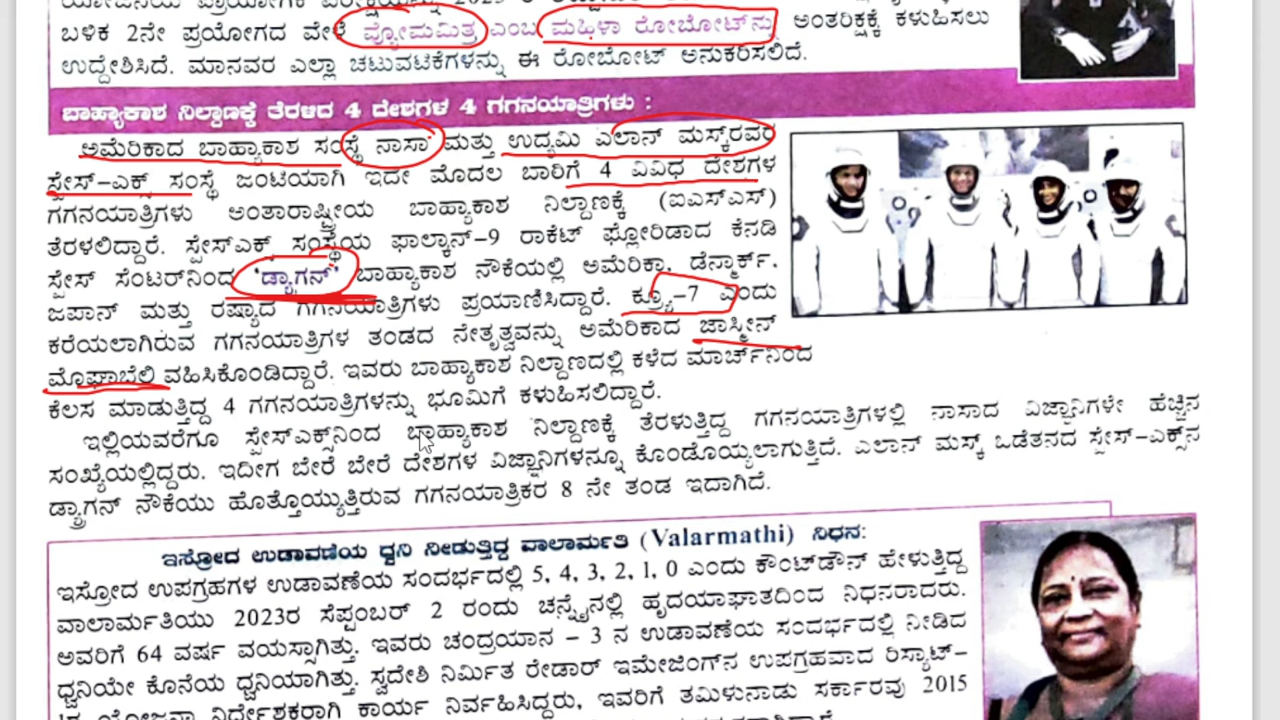 ಬಳಿಕ 2ನೇ ಪ್ರಯೋಗದ ವೇಳೆ ವ್ಯೋಮಮಿತ್ರ ಎಂಬ ಮಹಿಳಾ ರೋಬೋಟ್‌ನ್ನು ಅಂತರಿಕ್ಷಕ್ಕೆ ಕಳುಹಿಸಲು
ಉದ್ದೇಶಿಸಿದೆ. ಮಾನವರ ಎಲ್ಲಾ ಚಟುವಟಿಕೆಗಳನ್ನು ಈ ರೋಬೋಟ್ ಅನುಕರಿಸಲಿದೆ.
ಬಾಹ್ಯಾಕಾಶ ನಿಲ್ದಾಣಕ್ಕೆ ತೆರಳಿದ 4 ದೇಶಗಳ 4 ಗಗನಯಾತ್ರಿಗಳು :
ಅಮೆರಿಕಾದ ಬಾಹ್ಯಾಕಾಶ ಸಂಸ್ಥೆ ನಾಸಾ ಮತ್ತು ಉದ್ಯಮಿ ಎಲಾನ್ ಮಸ್ಕ್‌ರವರ
ಸ್ಪೇಸ್-ಎಕ್ಸ್ ಸಂಸ್ಥೆ ಜಂಟಿಯಾಗಿ ಇದೇ ಮೊದಲ ಬಾರಿಗೆ 4 ವಿವಿಧ ದೇಶಗಳ
ಗಗನಯಾತ್ರಿಗಳು ಅಂತಾರಾಷ್ಟ್ರೀಯ ಬಾಹ್ಯಾಕಾಶ ನಿಲ್ದಾಣಕ್ಕೆ (ಐಎಸ್‌ಎಸ್)
ತೆರಳಲಿದ್ದಾರೆ. ಸ್ಪೇಸ್‌ಎಕ್ಸ್ ಸಂಸ್ಥೆಯ ಫಾಲ್ಕಾನ್-9 ರಾಕೆಟ್ ಫ್ಲೋರಿಡಾದ ಕೆನಡಿ
ಸ್ಪೇಸ್ ಸೆಂಟರ್‌ನಿಂದ 'ಡ್ರ್ಯಾಗನ್' ಬಾಹ್ಯಾಕಾಶ ನೌಕೆಯಲ್ಲಿ ಅಮೆರಿಕಾ, ಡೆನ್ಮಾರ್ಕ್,
ಜಪಾನ್ ಮತ್ತು ರಷ್ಯಾದ ಗಗನಯಾತ್ರಿಗಳು ಪ್ರಯಾಣಿಸಿದ್ದಾರೆ. ಕ್ರ್ಯೂ-7 ಎಂದು
ಕರೆಯಲಾಗಿರುವ ಗಗನಯಾತ್ರಿಗಳ ತಂಡದ ನೇತೃತ್ವವನ್ನು ಅಮೆರಿಕಾದ ಜಾಸ್ಮೀನ್
ಮೊಘಾಬೆಲಿ ವಹಿಸಿಕೊಂಡಿದ್ದಾರೆ. ಇವರು ಬಾಹ್ಯಾಕಾಶ ನಿಲ್ದಾಣದಲ್ಲಿ ಕಳೆದ ಮಾರ್ಚ್‌ನಿಂದ
ಕೆಲಸ ಮಾಡುತ್ತಿದ್ದ 4 ಗಗನಯಾತ್ರಿಗಳನ್ನು ಭೂಮಿಗೆ ಕಳುಹಿಸಲಿದ್ದಾರೆ.
ಇಲ್ಲಿಯವರೆಗೂ ಸ್ಪೇಸ್‌ಎಕ್ಸ್‌ನಿಂದ ಬಾಹ್ಯಾಕಾಶ ನಿಲ್ದಾಣಕ್ಕೆ ತೆರಳುತ್ತಿದ್ದ ಗಗನಯಾತ್ರಿಗಳಲ್ಲಿ ನಾಸಾದ ವಿಜ್ಞಾನಿಗಳೇ ಹೆಚ್ಚಿನ
ಸಂಖ್ಯೆಯಲ್ಲಿದ್ದರು. ಇದೀಗ ಬೇರೆ ಬೇರೆ ದೇಶಗಳ ವಿಜ್ಞಾನಿಗಳನ್ನೂ ಕೊಂಡೊಯ್ಯಲಾಗುತ್ತಿದೆ. ಎಲಾನ್ ಮಸ್ಕ್ ಒಡೆತನದ ಸ್ಪೇಸ್-ಎಕ್ಸ್‌ನ
ಡ್ರ್ಯಾಗನ್ ನೌಕೆಯು ಹೊತ್ತೊಯ್ಯುತ್ತಿರುವ ಗಗನಯಾತ್ರಿಕರ 8 ನೇ ತಂಡ ಇದಾಗಿದೆ.
ಇಸ್ರೋದ ಉಡಾವಣೆಯ ಧ್ವನಿ ನೀಡುತ್ತಿದ್ದ ವಾಲಾರ್ಮತಿ (Valarmathi) ನಿಧನ:
ಇಸ್ರೋದ ಉಪಗ್ರಹಗಳ ಉಡಾವಣೆಯ ಸಂದರ್ಭದಲ್ಲಿ 5, 4, 3, 2, 1, 0 ಎಂದು ಕೌಂಟ್‌ಡೌನ್ ಹೇಳುತ್ತಿದ್ದ
ವಾಲಾರ್ಮತಿಯು 2023ರ ಸೆಪ್ಟಂಬರ್ 2 ರಂದು ಚೆನ್ನೈನಲ್ಲಿ ಹೃದಯಾಘಾತದಿಂದ ನಿಧನರಾದರು.
ಅವರಿಗೆ 64 ವರ್ಷ ವಯಸ್ಸಾಗಿತ್ತು. ಇವರು ಚಂದ್ರಯಾನ - 3 ನ ಉಡಾವಣೆಯ ಸಂದರ್ಭದಲ್ಲಿ ನೀಡಿದ
ಧ್ವನಿಯೇ ಕೊನೆಯ ಧ್ವನಿಯಾಗಿತ್ತು. ಸ್ವದೇಶಿ ನಿರ್ಮಿತ ರೇಡಾರ್ ಇಮೇಜಿಂಗ್‌ನ ಉಪಗ್ರಹವಾದ ರಿಸ್ಯಾಟ್-
1ರ ಯೋಜನಾ ನಿರ್ದೇಶಕರಾಗಿ ಕಾರ್ಯ ನಿರ್ವಹಿಸಿದ್ದರು, ಇವರಿಗೆ ತಮಿಳುನಾಡು ಸರ್ಕಾರವು 2015